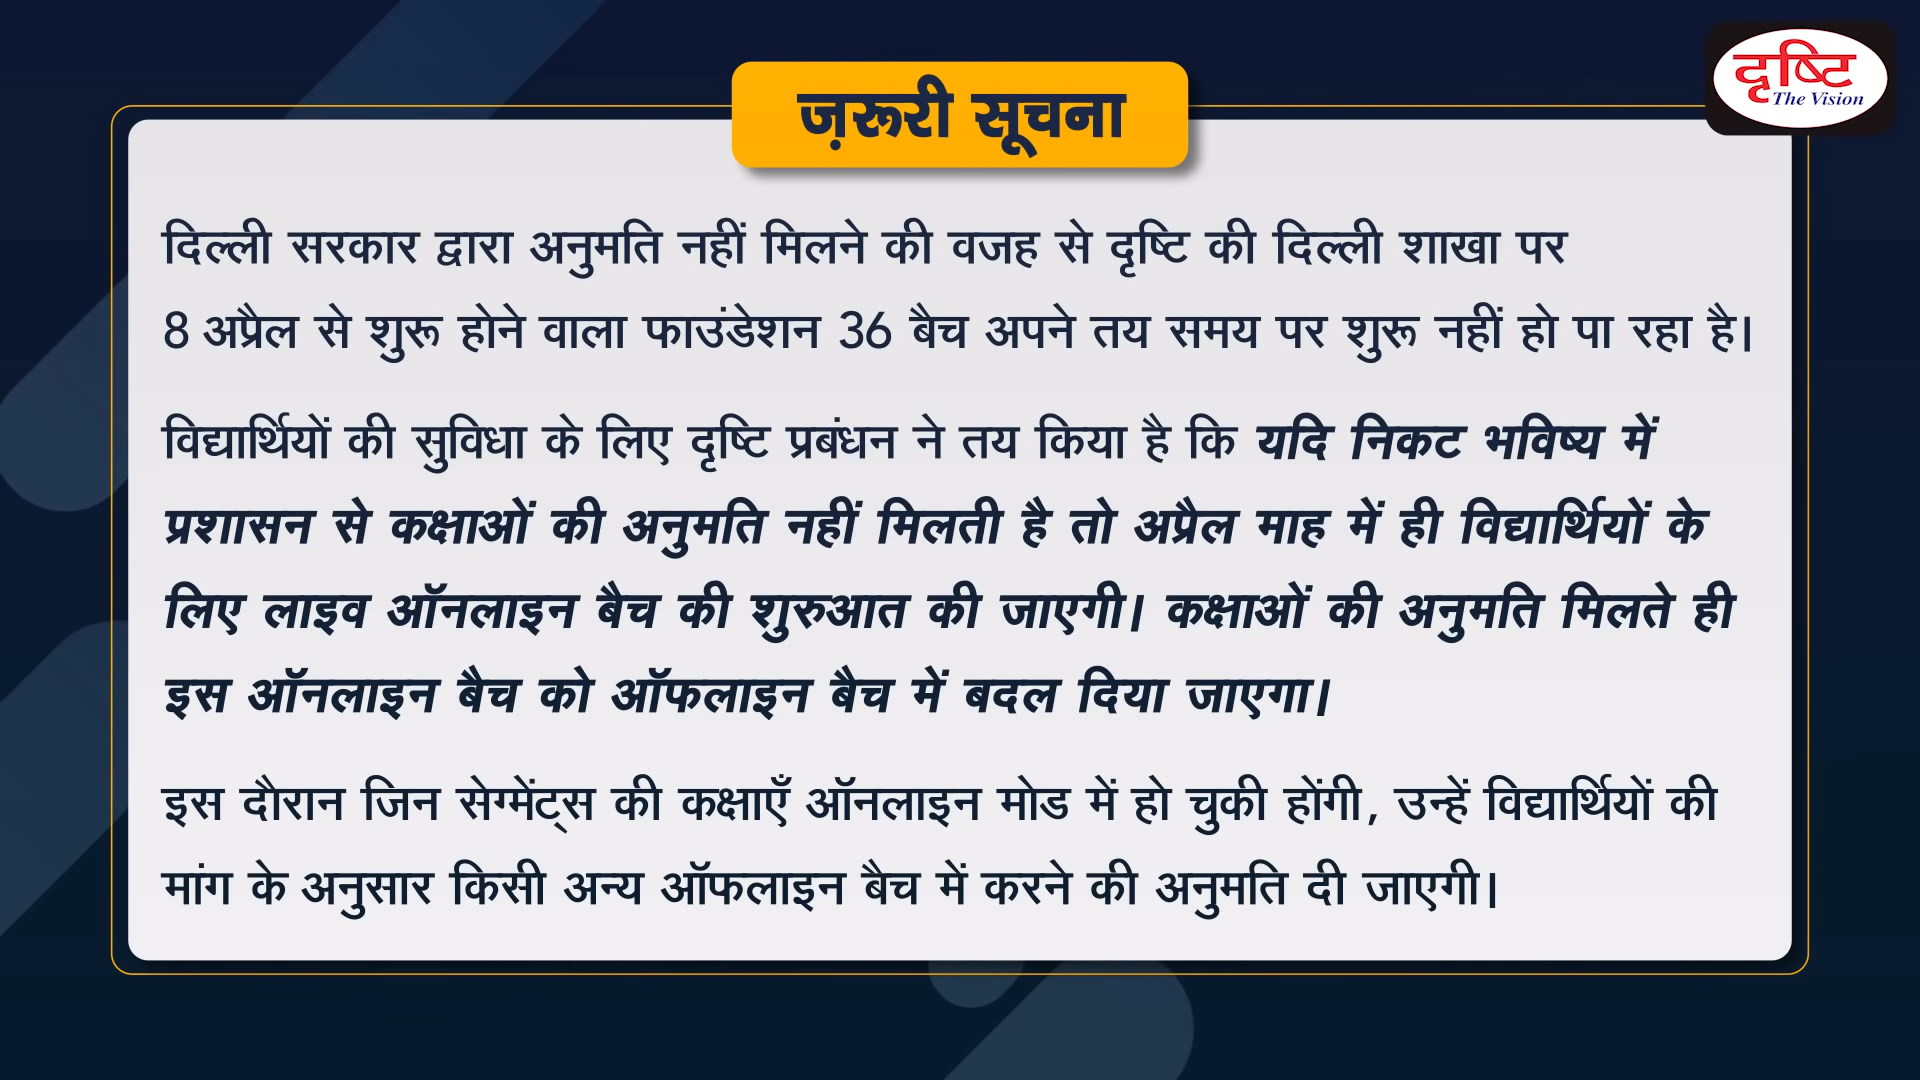 दृष्टि
The Vision
ज़रूरी सूचना
दिल्ली सरकार द्वारा अनुमति नहीं मिलने की वजह से दृष्टि की दिल्ली शाखा पर
8 अप्रैल से शुरू होने वाला फाउंडेशन 36 बैच अपने तय समय पर शुरू नहीं हो पा रहा है।
विद्यार्थियों की सुविधा के लिए दृष्टि प्रबंधन ने तय किया है कि यदि निकट भविष्य में
प्रशासन से कक्षाओं की अनुमति नहीं मिलती है तो अप्रैल माह में ही विद्यार्थियों के
लिए लाइव ऑनलाइन बैच की शुरुआत की जाएगी। कक्षाओं की अनुमति मिलते ही
इस ऑनलाइन बैच को ऑफलाइन बैच में बदल दिया जाएगा।
इस दौरान जिन सेग्मेंट्स की कक्षाएँ ऑनलाइन मोड में हो चुकी होंगी, उन्हें विद्यार्थियों की
मांग के अनुसार किसी अन्य ऑफलाइन बैच में करने की अनुमति दी जाएगी।